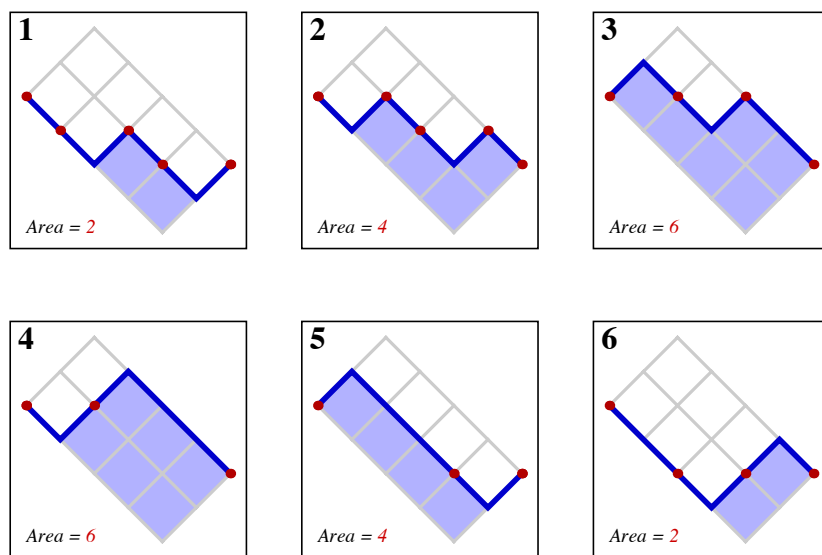 1
2
3
Area = 2
Area = 4
Area = 6
4
5
6
Area = 6
Area = 4
Area = 2